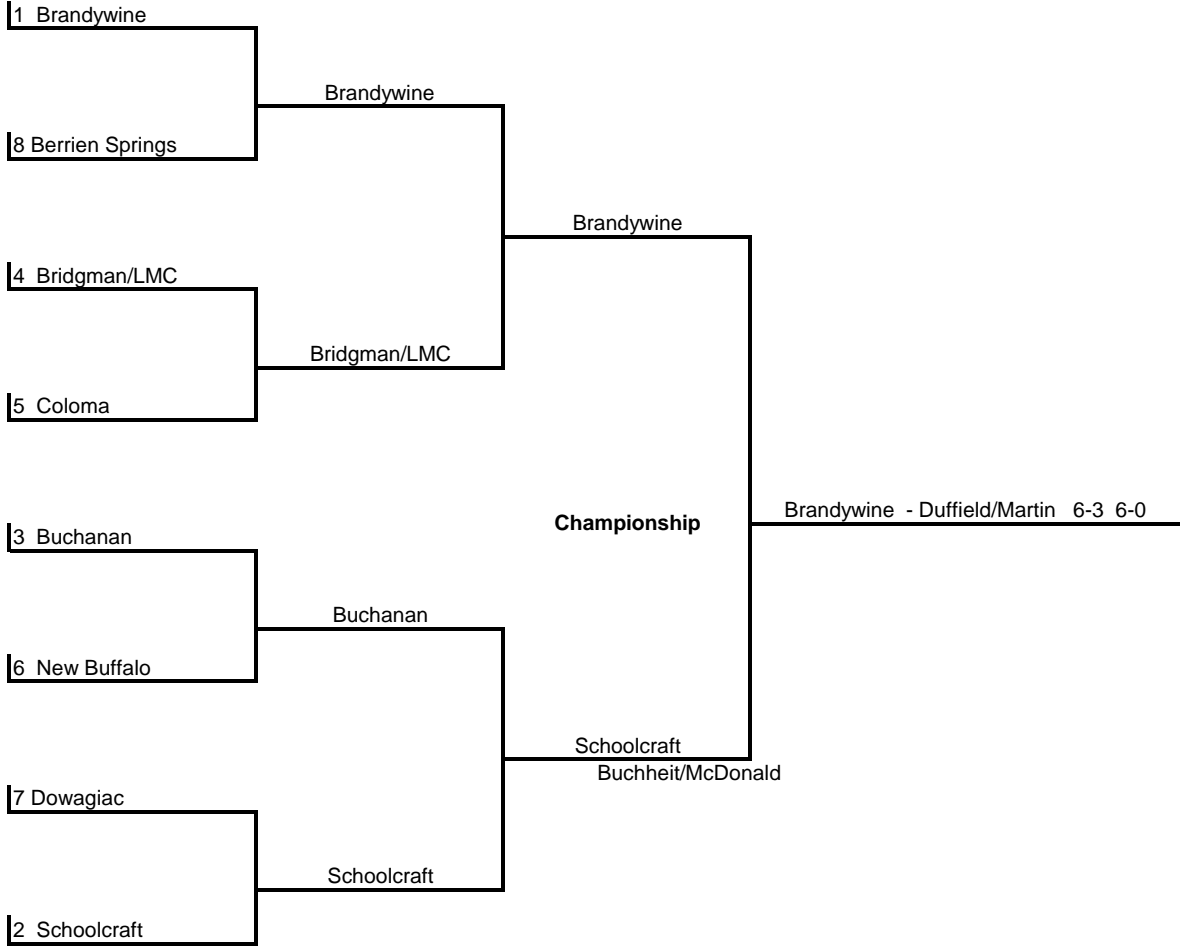 1 Brandywine
Brandywine
8 Berrien Springs
Brandywine
4 Bridgman/LMC
Bridgman/LMC
5 Coloma
Championship
Brandywine - Duffield/Martin 6-3 6-0
3 Buchanan
Buchanan
6 New Buffalo
Schoolcraft
Buchheit/McDonald
7 Dowagiac
Schoolcraft
2 Schoolcraft